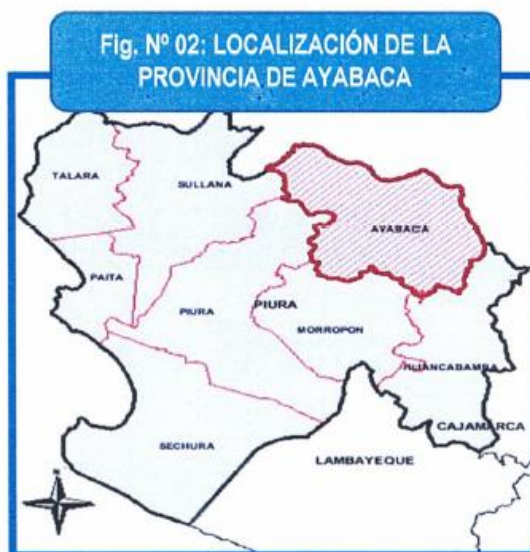 Fig. Nº 02: LOCALIZACIÓN DE LA
PROVINCIA DE AYABACA
TALARA
SULLANA
AYABACA
PAITA
PIURA
PIURA
MORROPON
HUANCABAMBA
CAJAMARCA
SECHURA
LAMBAYEQUE